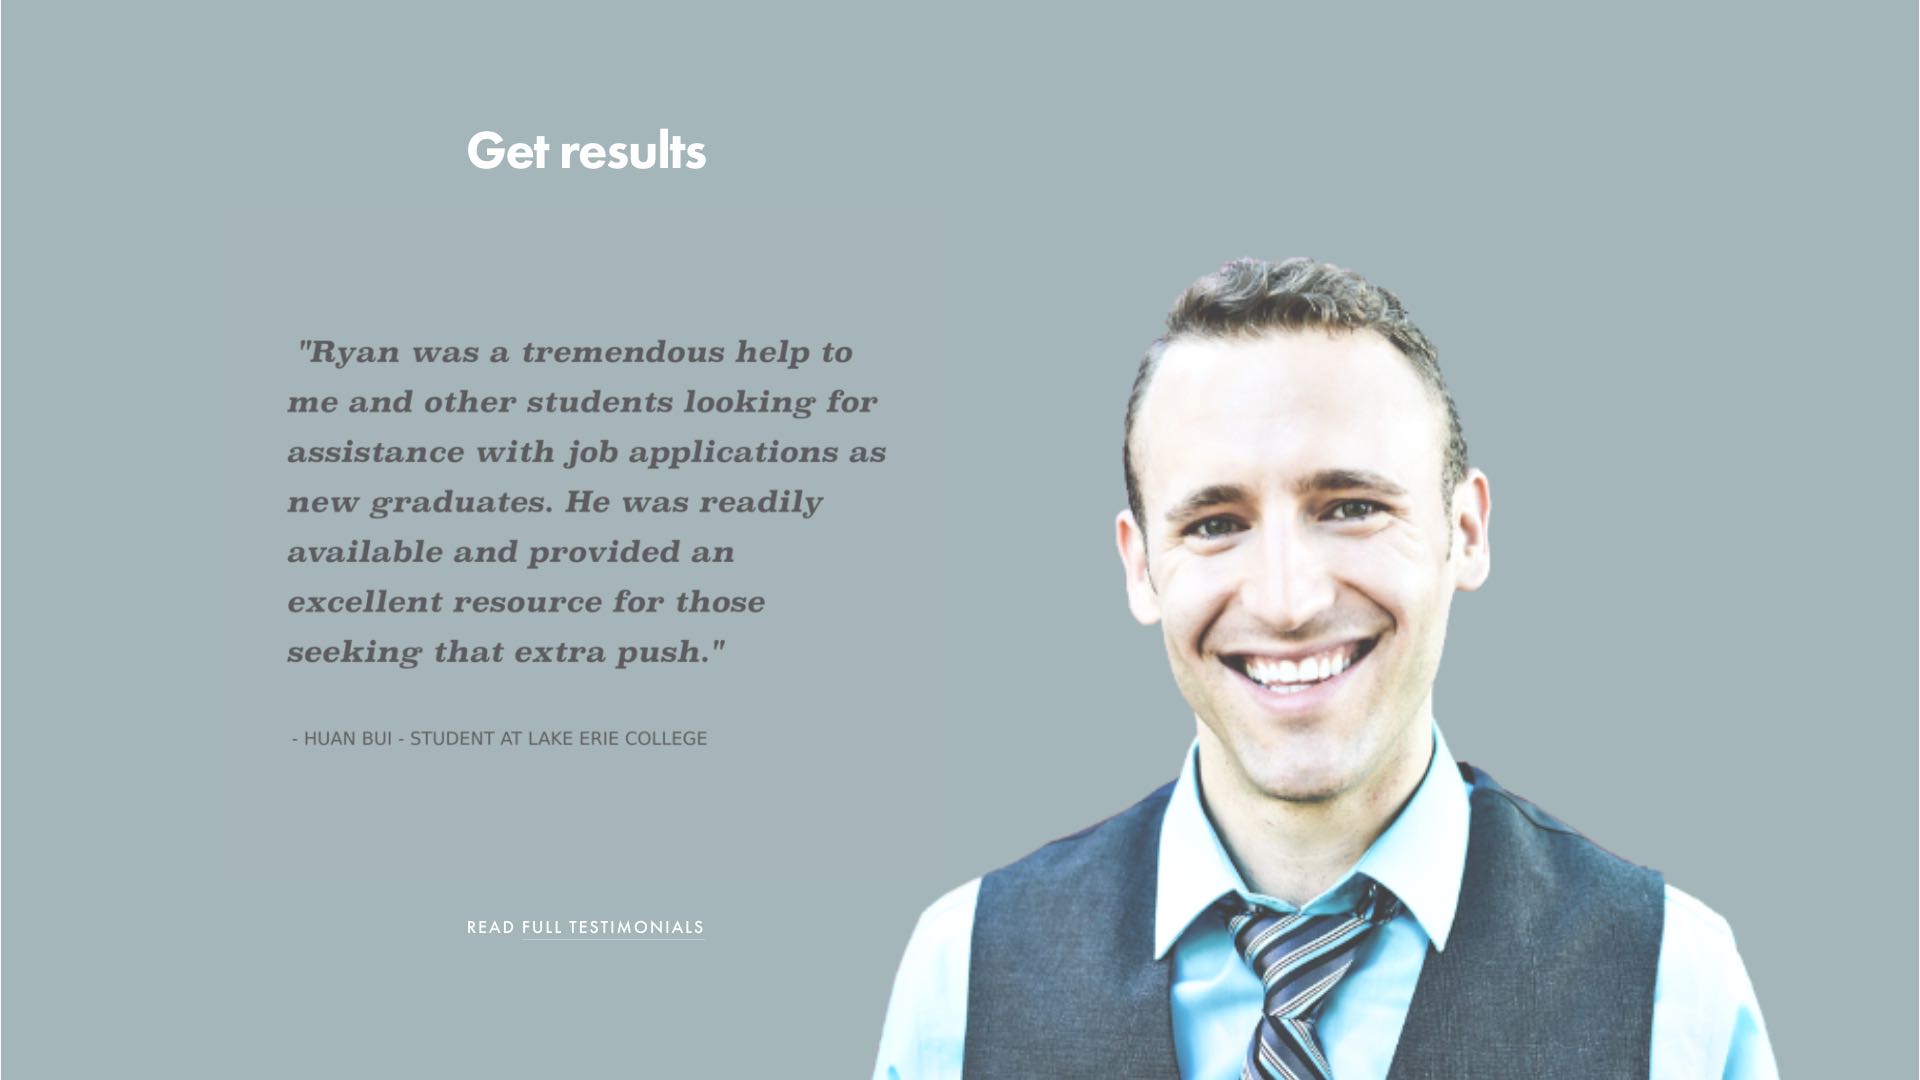 Get results
"Ryan was a tremendous help to
me and other students looking for
assistance with job applications as
new graduates. He was readily
available and provided an
excellent resource for those
seeking that extra push."
- HUAN BUI - STUDENT AT LAKE ERIE COLLEGE
READ FULL TESTIMONIALS